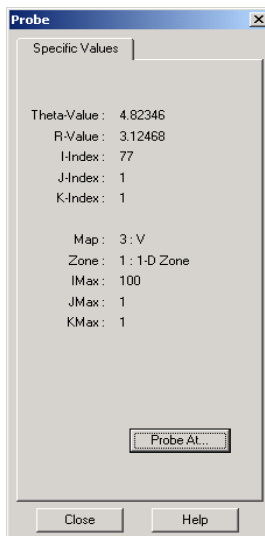 Probe
Specific Values
Theta-Value : 4.82346
R-Value : 3.12468
I-Index : 77
J-Index : 1
K-Index : 1
Map : 3 : V
Zone : 1 : 1-D Zone
IMax : 100
JMax : 1
KMax : 1
Probe At...
Close Help